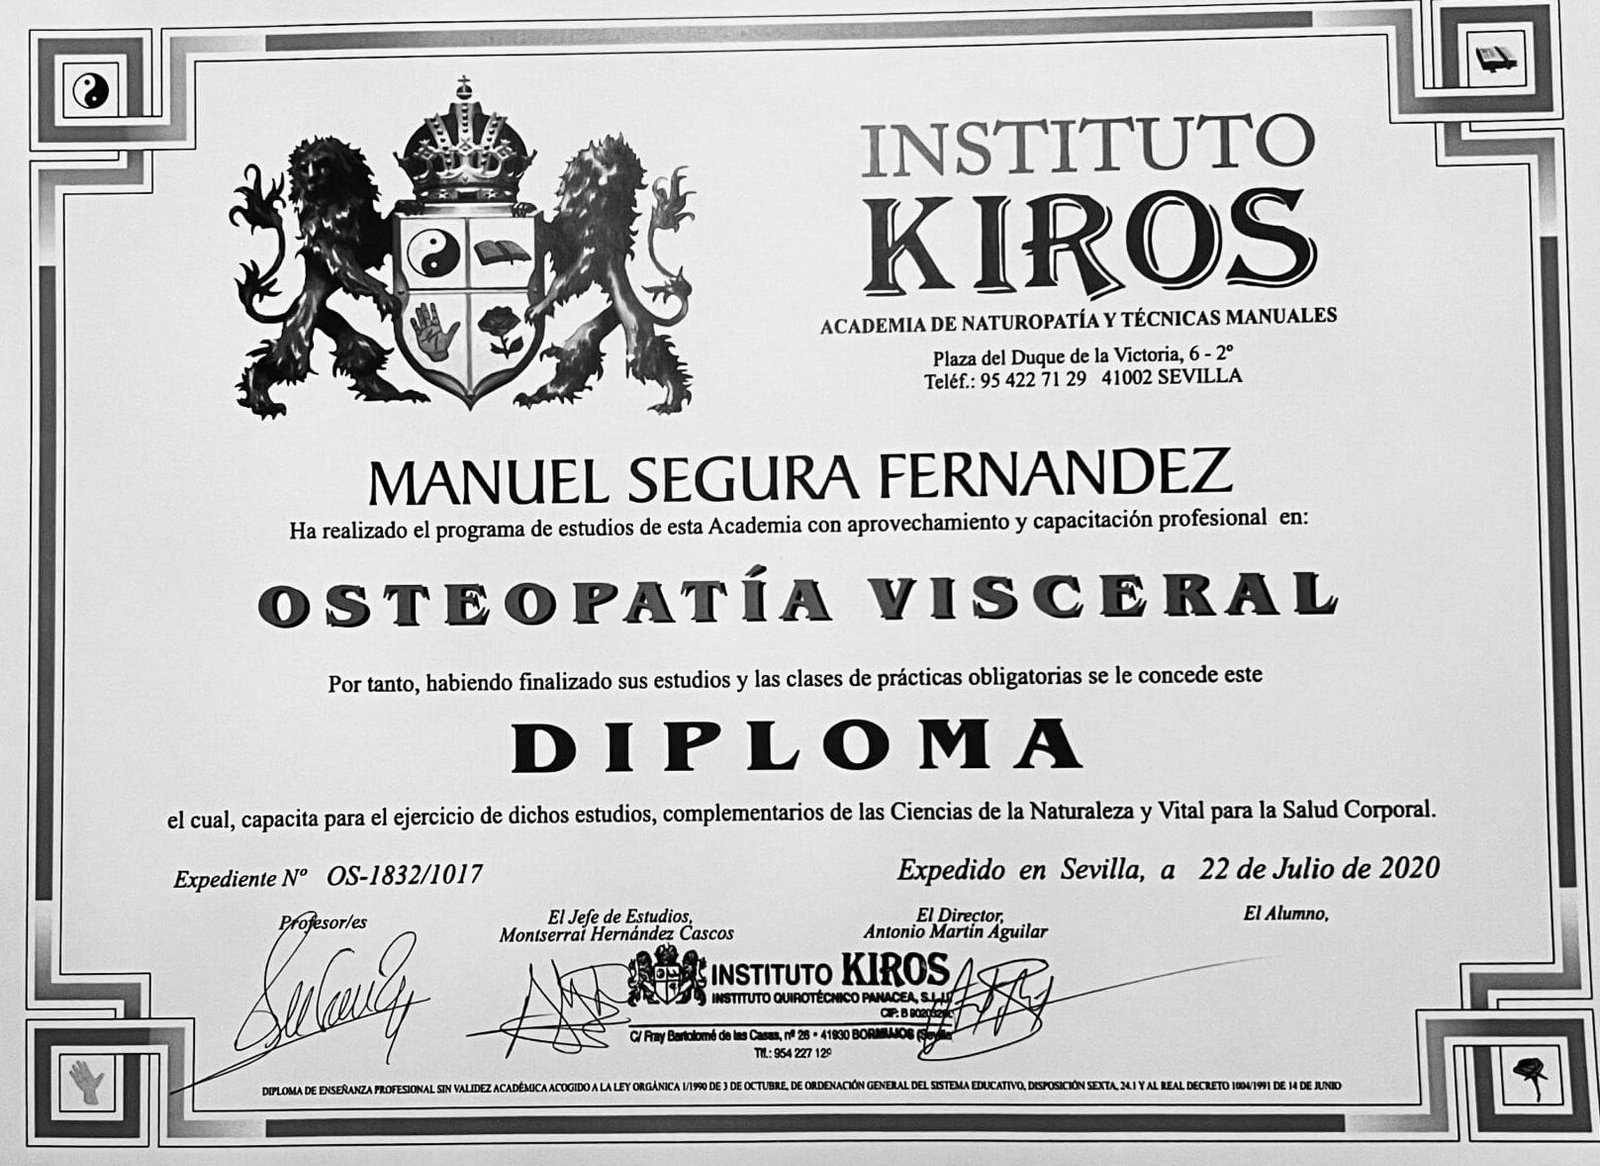 INSTITUTO
KIROS
ACADEMIA DE NATUROPATÍA Y TÉCNICAS MANUALES
Plaza del Duque de la Victoria, 6 - 2º
Teléf.: 95 422 71 29 41002 SEVILLA
MANUEL SEGURA FERNANDEZ
Ha realizado el programa de estudios de esta Academia con aprovechamiento y capacitación profesional en:
OSTEOPATÍA VISCERAL
Por tanto, habiendo finalizado sus estudios y las clases de prácticas obligatorias se le concede este
DIPLOMA
el cual, capacita para el ejercicio de dichos estudios, complementarios de las Ciencias de la Naturaleza y Vital para la Salud Corporal.
Expediente Nº OS-1832/1017
Expedido en Sevilla, a 22 de Julio de 2020
Profesor/es
El Jefe de Estudios,
Montserrat Hernández Cascos
El Director,
Antonio Martín Aguilar
El Alumno,
INSTITUTO KIROS
INSTITUTO QUIROTÉCNICO PANACEA, S.L.U.
CIF: B
C/ Fray Bartolomé de las Casas, nº 26 • 41930 BORMUJOS (Sevilla)
Tlf.: 954 227 129
DIPLOMA DE ENSEÑANZA PROFESIONAL SIN VALIDEZ ACADÉMICA ACOGIDO A LA LEY ORGÁNICA 1/1990 DE 3 DE OCTUBRE, DE ORDENACIÓN GENERAL DEL SISTEMA EDUCATIVO, DISPOSICIÓN SEXTA, 24.1 Y AL REAL DECRETO 1004/1991 DE 14 DE JUNIO